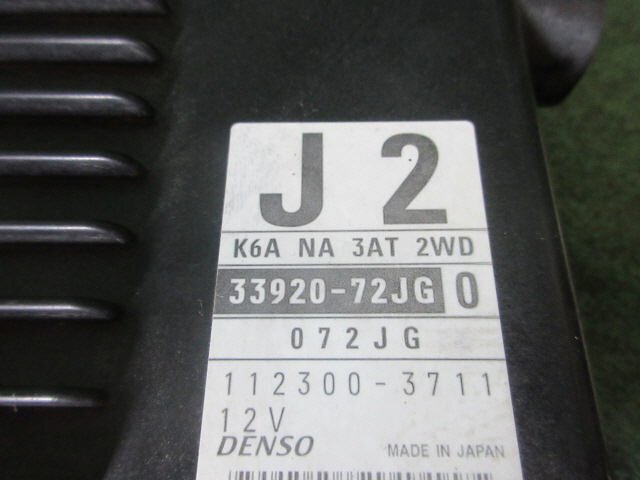 J 2
K6A NA 3AT 2WD
33920-72JG 0
072JG
112300-3711
12V
DENSO MADE IN JAPAN